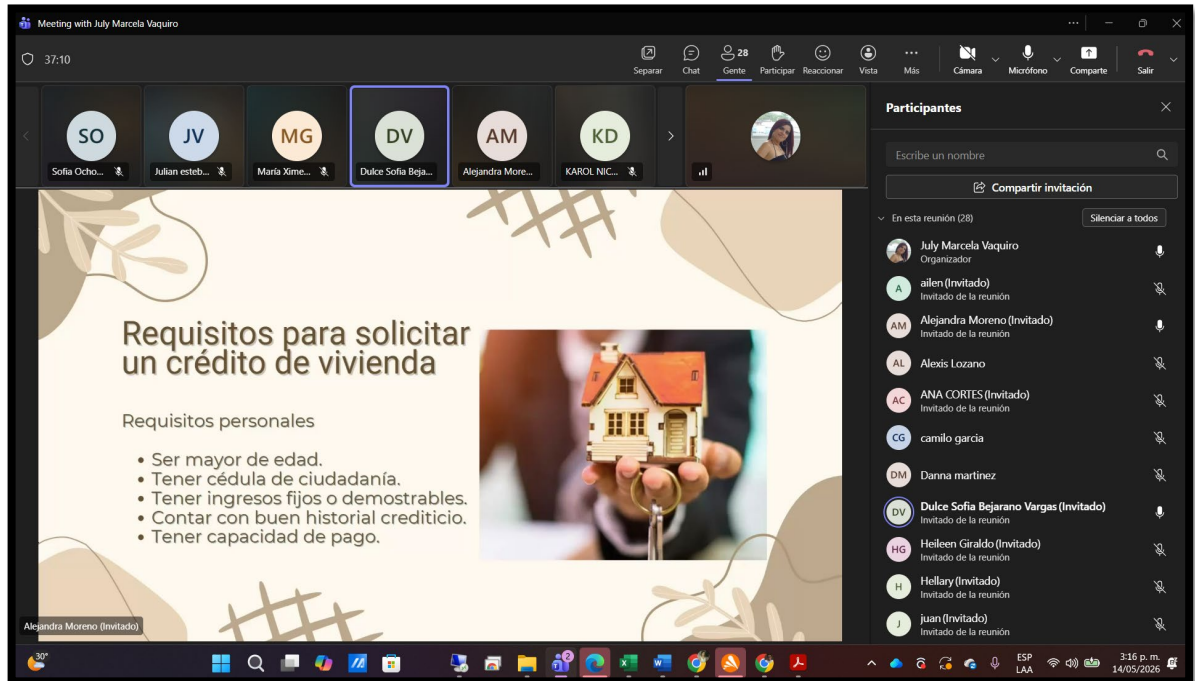 Meeting with July Marcela Vaquiro
37:10
Separar
Chat
28
Gente
Participar
Reaccionar
Vista
Más
Cámara
Micrófono
Comparte
Salir
SO
Sofia Ocho...
JV
Julian esteb...
MG
María Xime...
DV
Dulce Sofia Beja...
AM
Alejandra More...
KD
KAROL NIC...
Requisitos para solicitar
un crédito de vivienda
Requisitos personales
• Ser mayor de edad.
• Tener cédula de ciudadanía.
• Tener ingresos fijos o demostrables.
• Contar con buen historial crediticio.
• Tener capacidad de pago.
Alejandra Moreno (Invitado)
Participantes
Escribe un nombre
Compartir invitación
En esta reunión (28)
Silenciar a todos
July Marcela Vaquiro
Organizador
A
ailen (Invitado)
Invitado de la reunión
AM
Alejandra Moreno (Invitado)
Invitado de la reunión
AL
Alexis Lozano
AC
ANA CORTES (Invitado)
Invitado de la reunión
CG
camilo garcia
DM
Danna martinez
DV
Dulce Sofia Bejarano Vargas (Invitado)
Invitado de la reunión
HG
Heileen Giraldo (Invitado)
Invitado de la reunión
H
Hellary (Invitado)
Invitado de la reunión
J
juan (Invitado)
Invitado de la reunión
30°
2
ESP
LAA
3:16 p. m.
14/05/2026